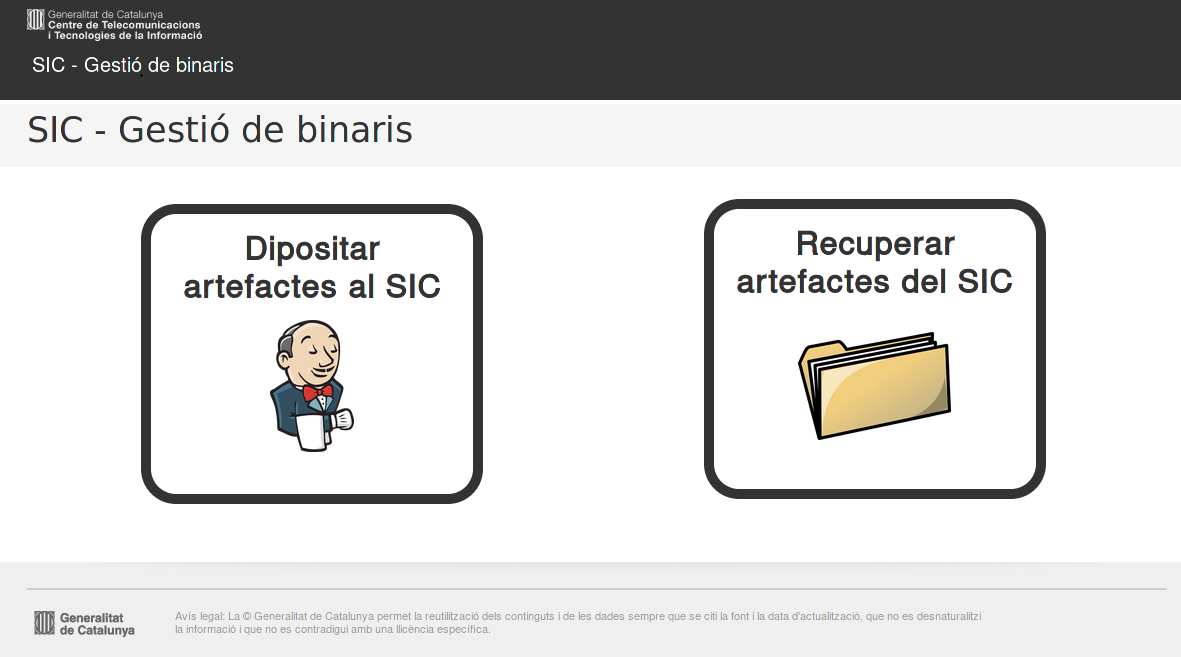 Generalitat de Catalunya
Centre de Telecomunicacions
i Tecnologies de la Informació
SIC - Gestió de binaris
SIC - Gestió de binaris
Dipositar
artefactes al SIC
Recuperar
artefactes del SIC
Generalitat
de Catalunya
Avís legal: La © Generalitat de Catalunya permet la reutilització dels continguts i de les dades sempre que se citi la font i la data d'actualització, que no es desnaturalitzi
la informació i que no es contradigui amb una llicència específica.